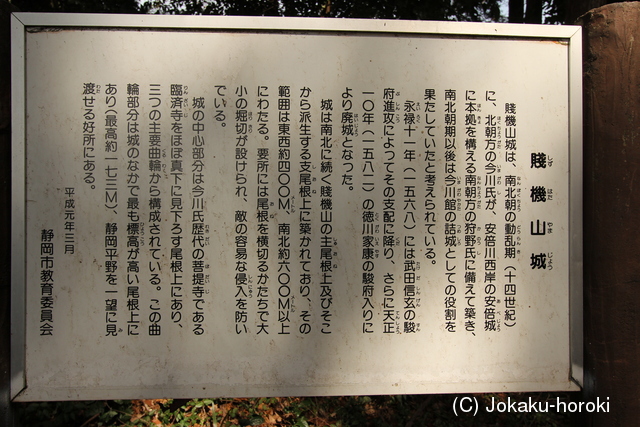 賤機山城
賤機山城は、南北朝の動乱期（十四世紀）
に、北朝方の今川氏が、安倍川西岸の安倍城
に本拠を構える南朝方の狩野氏に備えて築き、
南北朝期以後は今川館の詰城としての役割を
果たしていたと考えられている。
永禄十一年（一五六八）には武田信玄の駿
府進攻によってその支配に降り、さらに天正
一〇年（一五八二）の徳川家康の駿府入りに
より廃城となった。
城は南北に続く賤機山の主尾根上及びそこ
から派生する支尾根上に築かれており、その
範囲は東西約四〇〇Ｍ、南北約六〇〇Ｍ以上
にわたる。要所には尾根を横切るかたちで大
小の堀切が設けられ、敵の容易な侵入を防い
でいる。
城の中心部分は今川氏歴代の菩提寺である
臨済寺をほぼ真下に見下ろす尾根上にあり、
三つの主要曲輪から構成されている。この曲
輪部分は城のなかで最も標高が高い尾根上に
あり（最高約一七三Ｍ）、静岡平野を一望に見
渡せる好所にある。
平成元年三月
静岡市教育委員会
(C) Jokaku-horoki